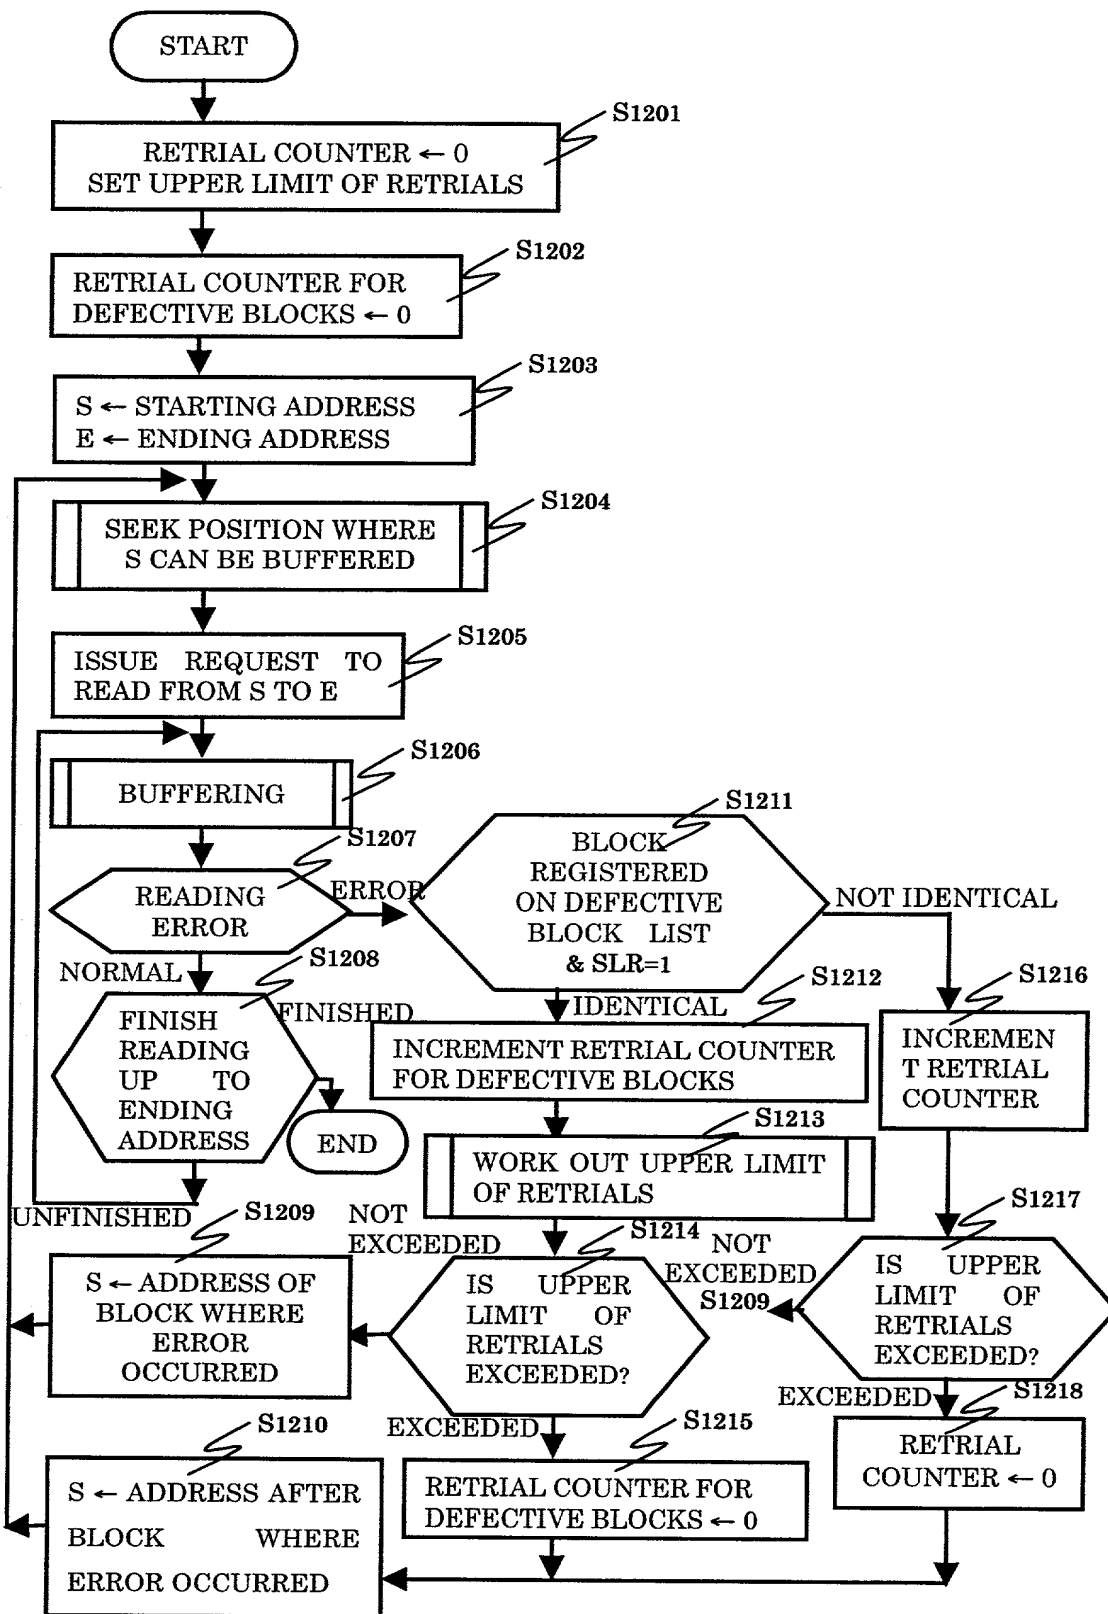 START
S1201
RETRIAL COUNTER ← 0
SET UPPER LIMIT OF RETRIALS
S1202
RETRIAL COUNTER FOR
DEFECTIVE BLOCKS ← 0
S1203
S ← STARTING ADDRESS
E ← ENDING ADDRESS
S1204
SEEK POSITION WHERE
S CAN BE BUFFERED
S1205
ISSUE REQUEST TO
READ FROM S TO E
S1206
BUFFERING
S1207
READING
ERROR
ERROR
NORMAL
S1211
BLOCK
REGISTERED
ON DEFECTIVE
BLOCK LIST
& SLR=1
NOT IDENTICAL
IDENTICAL
S1208
FINISH
READING
UP TO
ENDING
ADDRESS
FINISHED
END
UNFINISHED
S1212
INCREMENT RETRIAL COUNTER
FOR DEFECTIVE BLOCKS
S1216
INCREMEN
T RETRIAL
COUNTER
S1213
WORK OUT UPPER LIMIT
OF RETRIALS
S1209
S ← ADDRESS OF
BLOCK WHERE
ERROR
OCCURRED
NOT
EXCEEDED
S1214
IS UPPER
LIMIT OF
RETRIALS
EXCEEDED?
EXCEEDED
NOT
EXCEEDED
S1209
S1217
IS UPPER
LIMIT OF
RETRIALS
EXCEEDED?
EXCEEDED
S1210
S ← ADDRESS AFTER
BLOCK WHERE
ERROR OCCURRED
S1215
RETRIAL COUNTER FOR
DEFECTIVE BLOCKS ← 0
S1218
RETRIAL
COUNTER ← 0